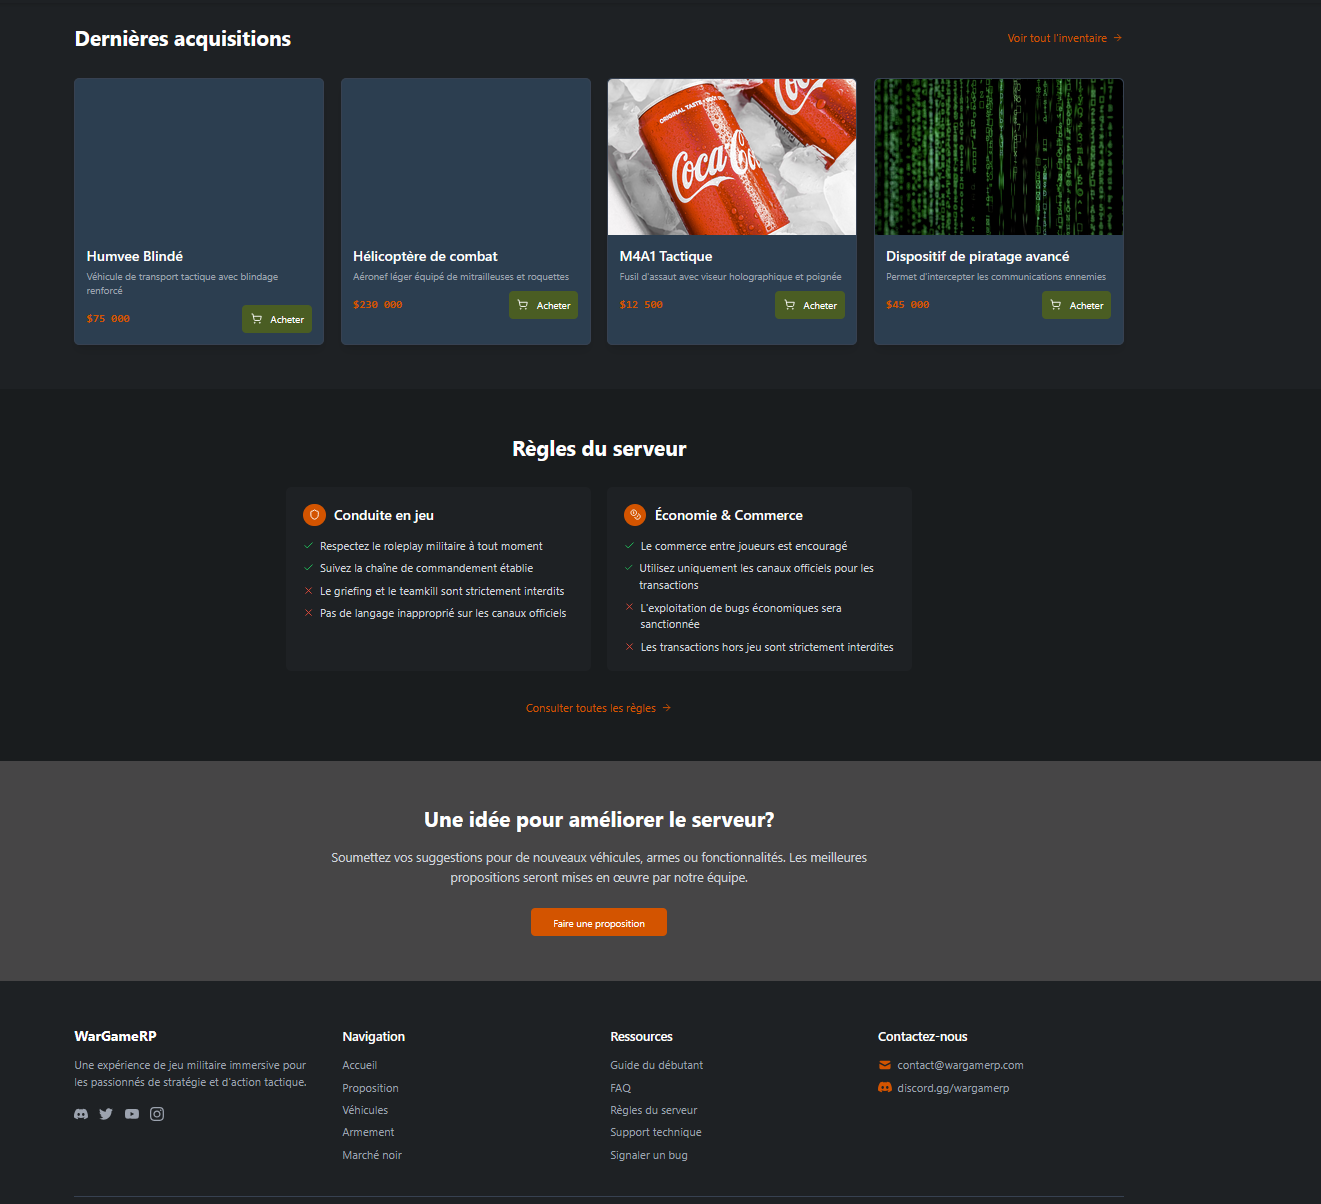 Dernières acquisitions
Voir tout l'inventaire →
ORIGINAL TASTE
Coca-Co
Humvee Blindé
Véhicule de transport tactique avec blindage
renforcé
$75 000
Acheter
Hélicoptère de combat
Aéronef léger équipé de mitrailleuses et roquettes
$230 000
Acheter
M4A1 Tactique
Fusil d'assaut avec viseur holographique et poignée
$12 500
Acheter
Dispositif de piratage avancé
Permet d'intercepter les communications ennemies
$45 000
Acheter
Règles du serveur
Conduite en jeu
Respectez le roleplay militaire à tout moment
Suivez la chaîne de commandement établie
Le griefing et le teamkill sont strictement interdits
Pas de langage inapproprié sur les canaux officiels
Économie & Commerce
Le commerce entre joueurs est encouragé
Utilisez uniquement les canaux officiels pour les
transactions
L'exploitation de bugs économiques sera
sanctionnée
Les transactions hors jeu sont strictement interdites
Consulter toutes les règles →
Une idée pour améliorer le serveur?
Soumettez vos suggestions pour de nouveaux véhicules, armes ou fonctionnalités. Les meilleures
propositions seront mises en œuvre par notre équipe.
Faire une proposition
WarGameRP
Une expérience de jeu militaire immersive pour
les passionnés de stratégie et d'action tactique.
Navigation
Accueil
Proposition
Véhicules
Armement
Marché noir
Ressources
Guide du débutant
FAQ
Règles du serveur
Support technique
Signaler un bug
Contactez-nous
contact@wargamerp.com
discord.gg/wargamerp